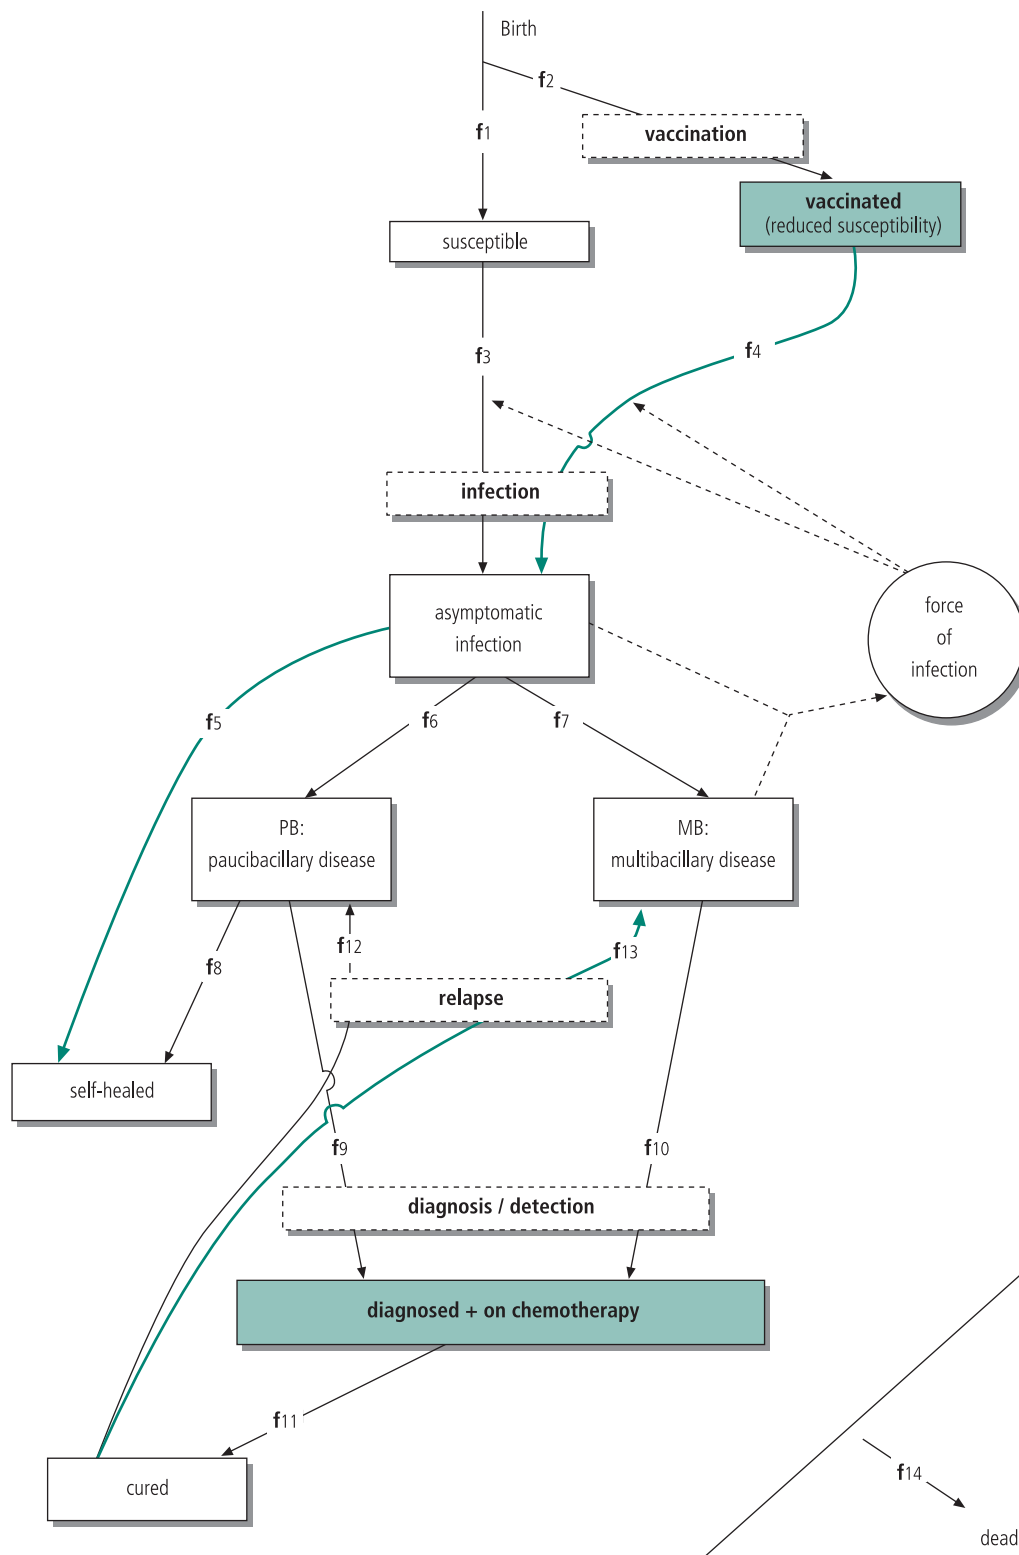 Birth
f2
f1
vaccination
vaccinated
(reduced susceptibility)
susceptible
f3
f4
infection
asymptomatic
infection
force
of
infection
f5
f6
f7
PB:
paucibacillary disease
MB:
multibacillary disease
f8
f12
f13
relapse
self-healed
f9
f10
diagnosis / detection
diagnosed + on chemotherapy
f11
cured
f14
dead